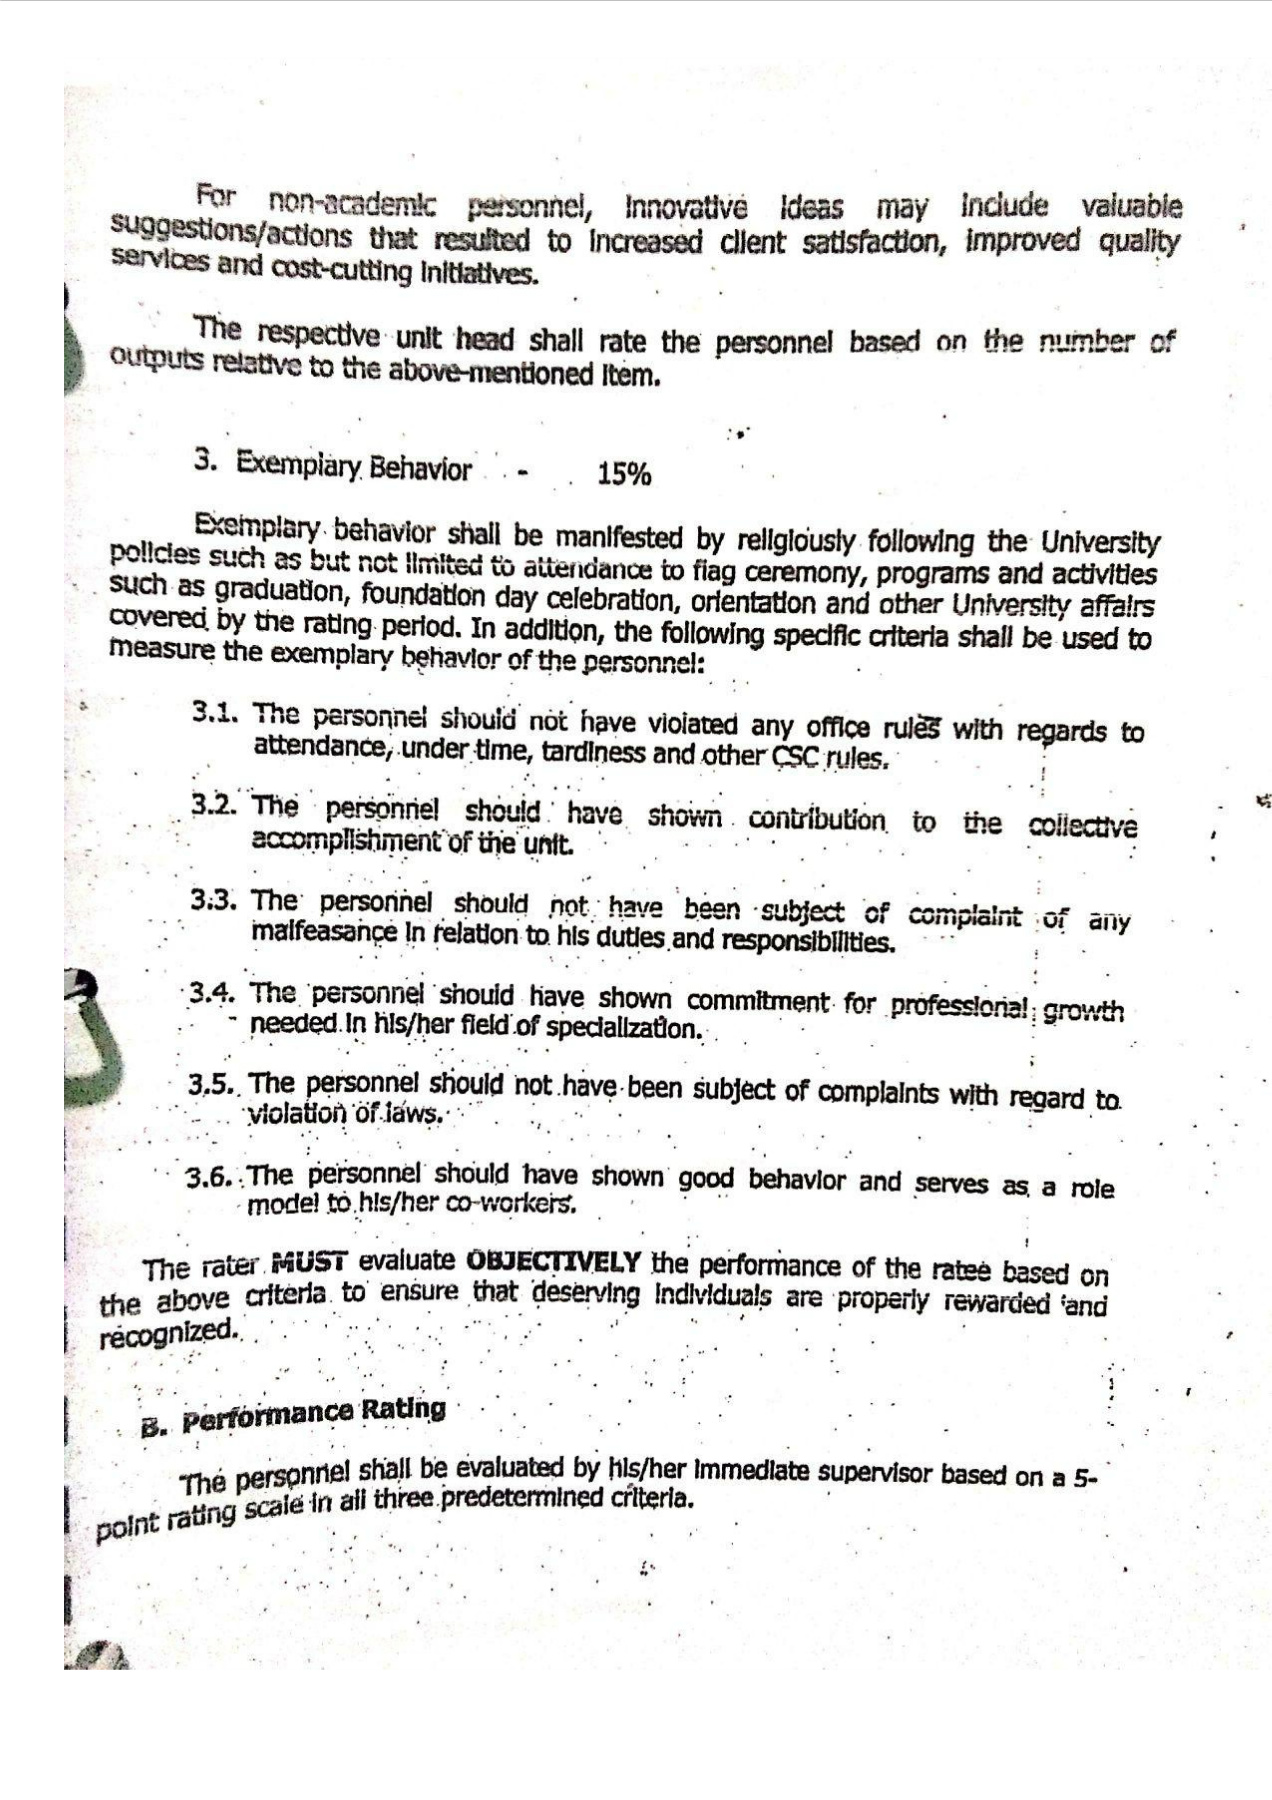 For non-academic personnel, innovative ideas may include valuable
suggestions/actions that resulted to increased client satisfaction, improved quality
services and cost-cutting initiatives.
The respective unit head shall rate the personnel based on the number of
outputs relative to the above-mentioned item.
3. Exemplary Behavior - 15%
Exemplary behavior shall be manifested by religiously following the University
policies such as but not limited to attendance to flag ceremony, programs and activities
such as graduation, foundation day celebration, orientation and other University affairs
covered by the rating period. In addition, the following specific criteria shall be used to
measure the exemplary behavior of the personnel:
3.1. The personnel should not have violated any office rules with regards to
attendance, under time, tardiness and other CSC rules.
3.2. The personnel should have shown contribution to the collective
accomplishment of the unit.
3.3. The personnel should not have been subject of complaint of any
malfeasance in relation to his duties and responsibilities.
3.4. The personnel should have shown commitment for professional growth
needed in his/her field of specialization.
3.5. The personnel should not have been subject of complaints with regard to
violation of laws.
3.6. The personnel should have shown good behavior and serves as a role
model to his/her co-workers.
The rater MUST evaluate OBJECTIVELY the performance of the ratee based on
the above criteria to ensure that deserving individuals are properly rewarded and
recognized.
B. Performance Rating
The personnel shall be evaluated by his/her immediate supervisor based on a 5-
point rating scale in all three predetermined criteria.